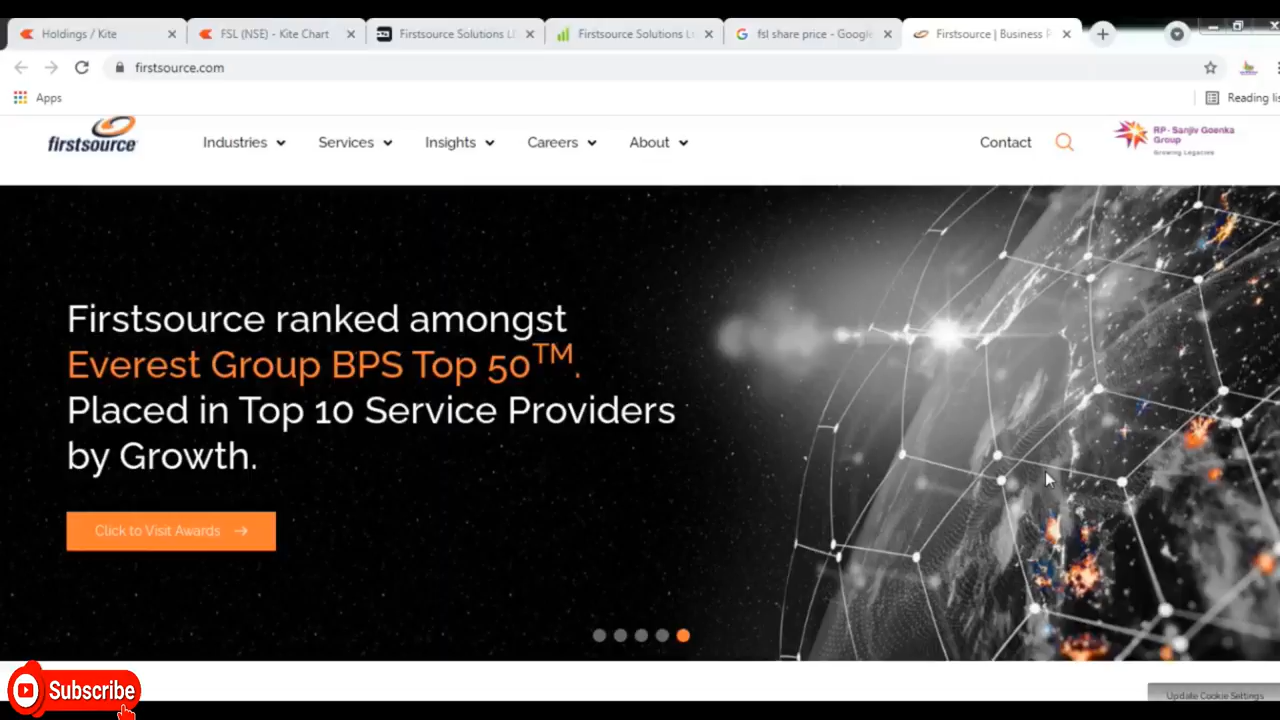 Holdings / Kite
FSL (NSE) - Kite Chart
Firstsource Solutions
Firstsource Solutions
fsl share price - Google
Firstsource | Business
firstsource.com
Apps
Reading lis
firstsource
Industries
Services
Insights
Careers
About
Contact
RP - Sanjiv Goenka
Group
Growing Legacies
Firstsource ranked amongst
Everest Group BPS Top 50™.
Placed in Top 10 Service Providers
by Growth.
Click to Visit Awards
Subscribe
Update Cookie Settings